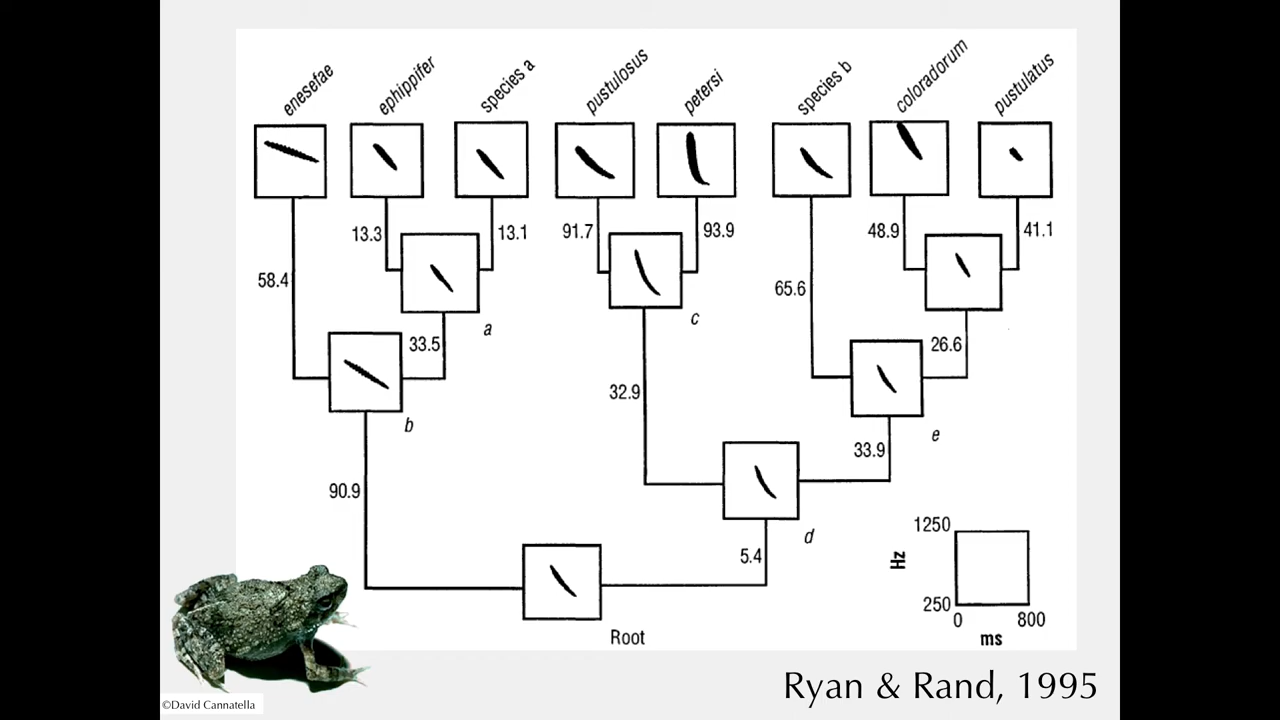 enesefae
ephippifer
species a
pustulosus
petersi
species b
coloradorum
pustulatus
13.3
13.1
91.7
93.9
48.9
41.1
58.4
65.6
a
c
33.5
26.6
32.9
b
e
33.9
90.9
d
5.4
1250
Hz
250
0
800
ms
Root
Ryan & Rand, 1995
©David Cannatella